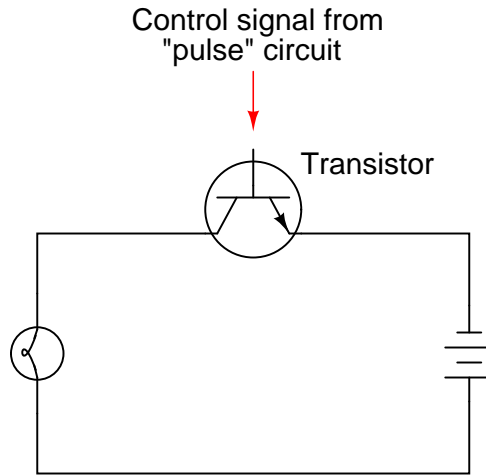 Control signal from
"pulse" circuit
Transistor